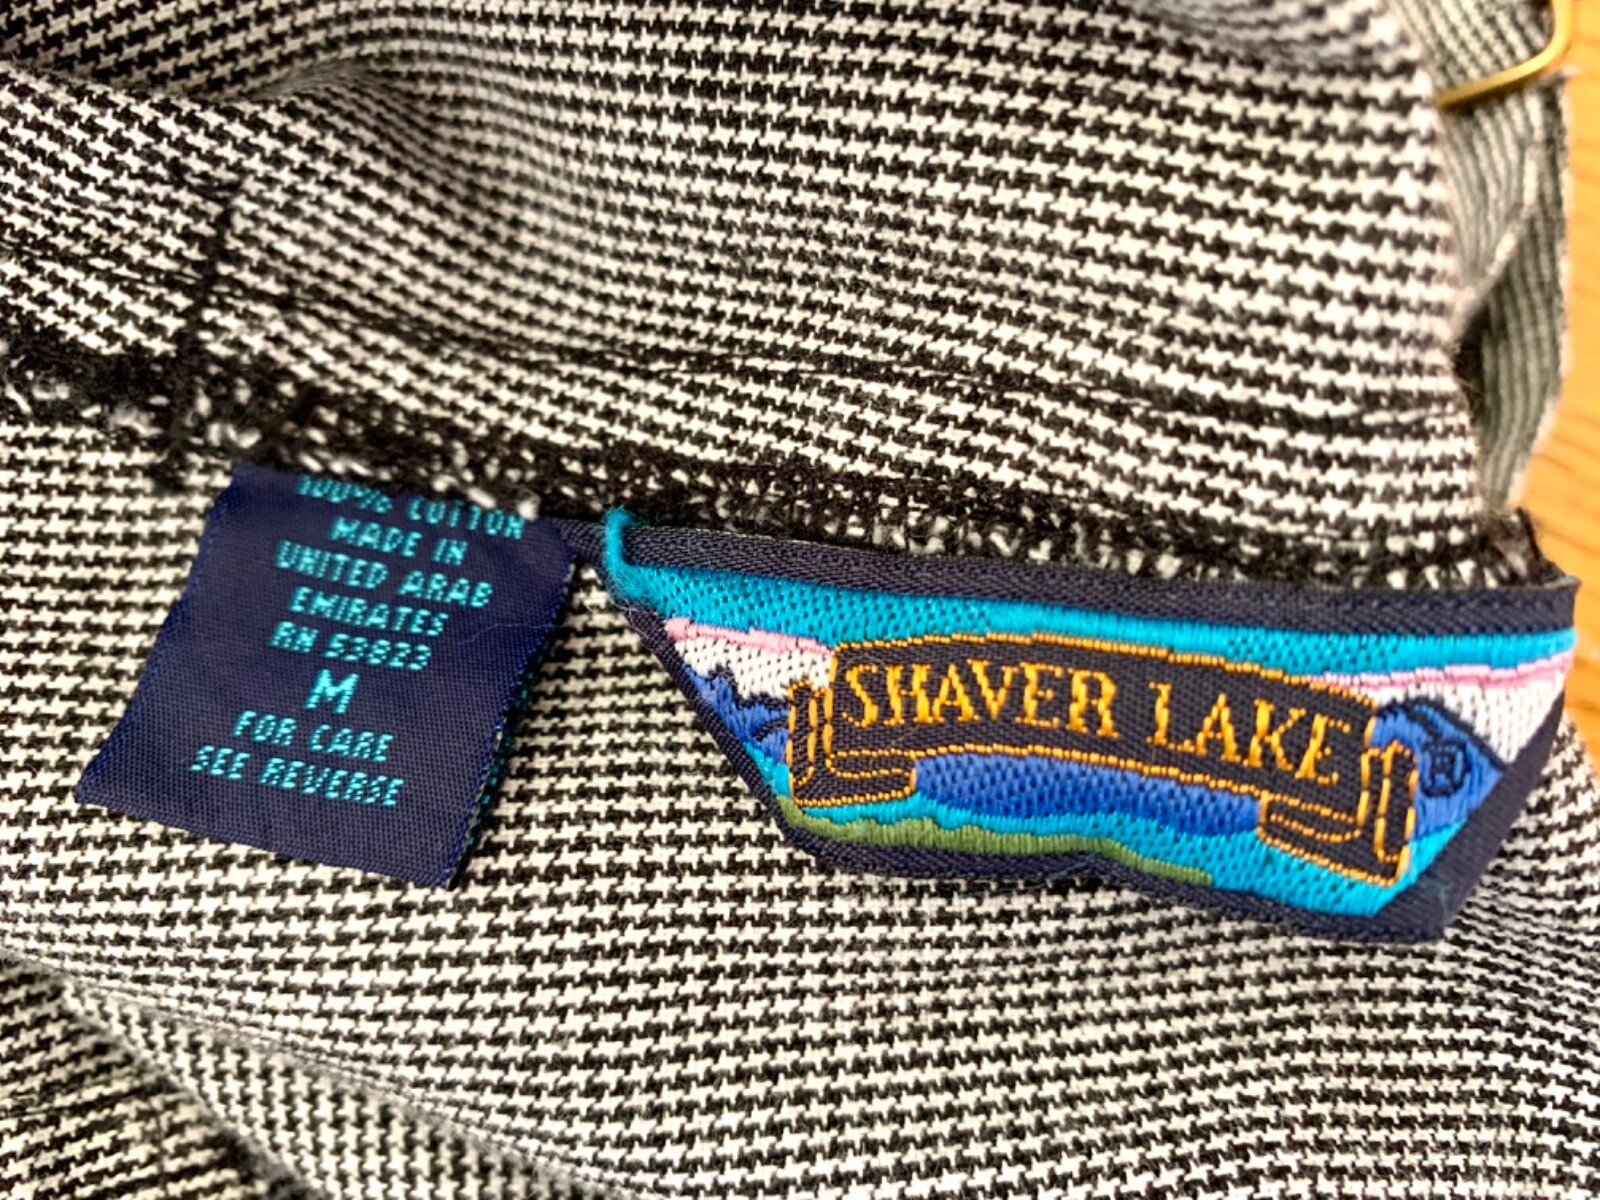 100% COTTON
MADE IN
UNITED ARAB
EMIRATES
RN 53823
M
FOR CARE
SEE REVERSE
SHAVER LAKE
R